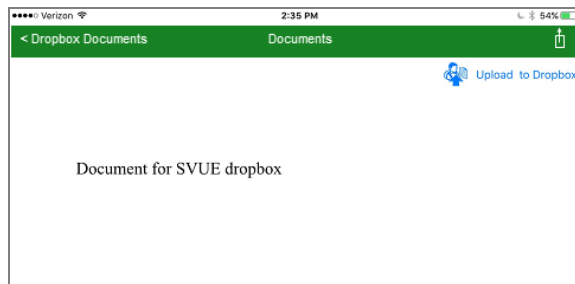 Verizon 2:35 PM 54%
< Dropbox Documents Documents
Upload to Dropbox
Document for SVUE dropbox